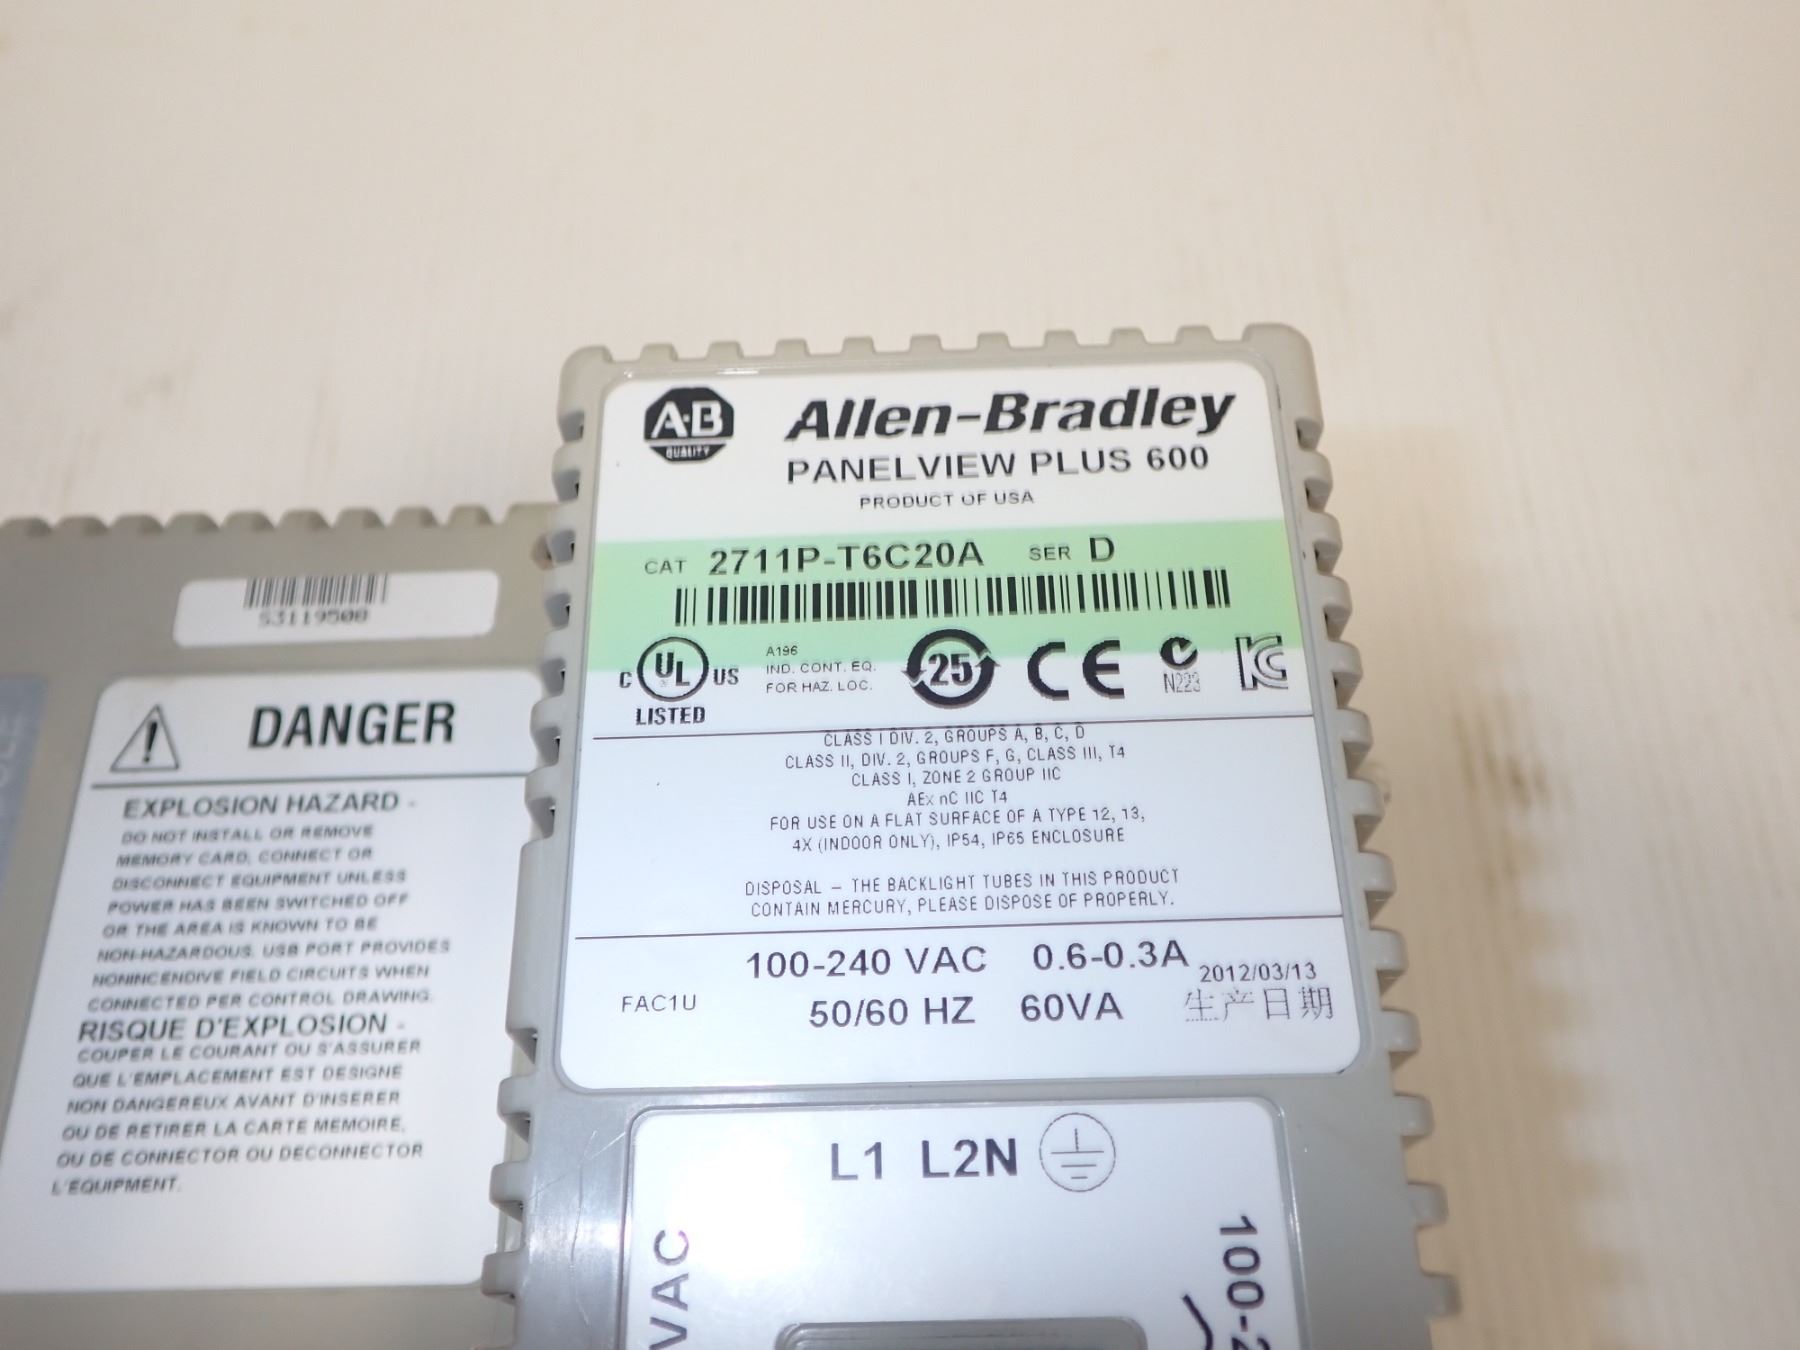 A·B
QUALITY
Allen-Bradley
PANELVIEW PLUS 600
PRODUCT OF USA
CAT 2711P-T6C20A SER D
C UL US
LISTED
A196
IND. CONT. EQ.
FOR HAZ. LOC.
25
CE
N223
CLASS I DIV. 2, GROUPS A, B, C, D
CLASS II, DIV. 2, GROUPS F, G, CLASS III, T4
CLASS I, ZONE 2 GROUP IIC
AEx nC IIC T4
FOR USE ON A FLAT SURFACE OF A TYPE 12, 13,
4X (INDOOR ONLY), IP54, IP65 ENCLOSURE
DISPOSAL – THE BACKLIGHT TUBES IN THIS PRODUCT
CONTAIN MERCURY, PLEASE DISPOSE OF PROPERLY.
100-240 VAC 0.6-0.3A
2012/03/13
FAC1U
50/60 HZ 60VA
生产日期
L1 L2N
VAC
100-2
S3119508
DANGER
EXPLOSION HAZARD -
DO NOT INSTALL OR REMOVE
MEMORY CARD, CONNECT OR
DISCONNECT EQUIPMENT UNLESS
POWER HAS BEEN SWITCHED OFF
OR THE AREA IS KNOWN TO BE
NON-HAZARDOUS. USB PORT PROVIDES
NONINCENDIVE FIELD CIRCUITS WHEN
CONNECTED PER CONTROL DRAWING.
RISQUE D'EXPLOSION -
COUPER LE COURANT OU S'ASSURER
QUE L'EMPLACEMENT EST DESIGNE
NON DANGEREUX AVANT D'INSERER
OU DE RETIRER LA CARTE MEMOIRE,
OU DE CONNECTOR OU DECONNECTOR
L'EQUIPMENT.